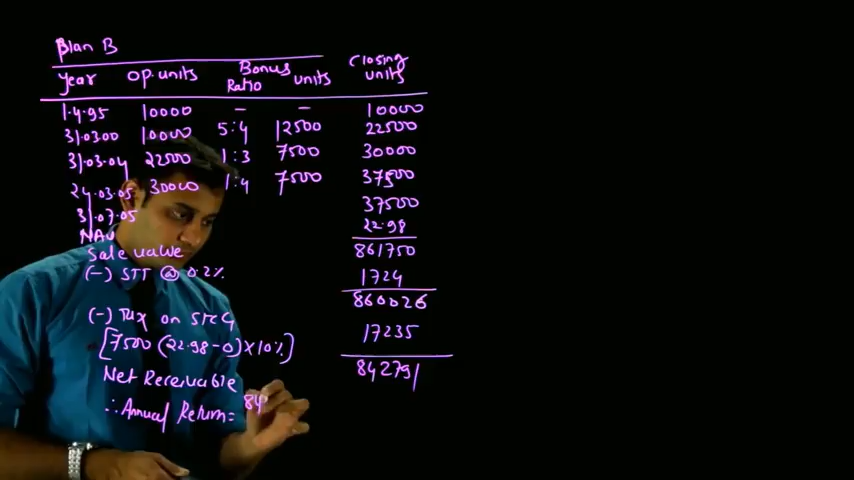 Plan B
Year Op. units Bonus Ratio Bonus units Closing units
1.4.95 10000 - - 10000
31.03.00 10000 5:4 12500 22500
31.03.04 22500 1:3 7500 30000
24.03.05 30000 1:4 7500 37500
31.07.05 37500
NAV 22.98
Sale value 861750
(-) STT @ 0.2% 1724
860026
(-) Tax on STCG
[7500 (22.98-0) x 10%] 17235
Net Receivable 842791
∴ Annual Return = 84